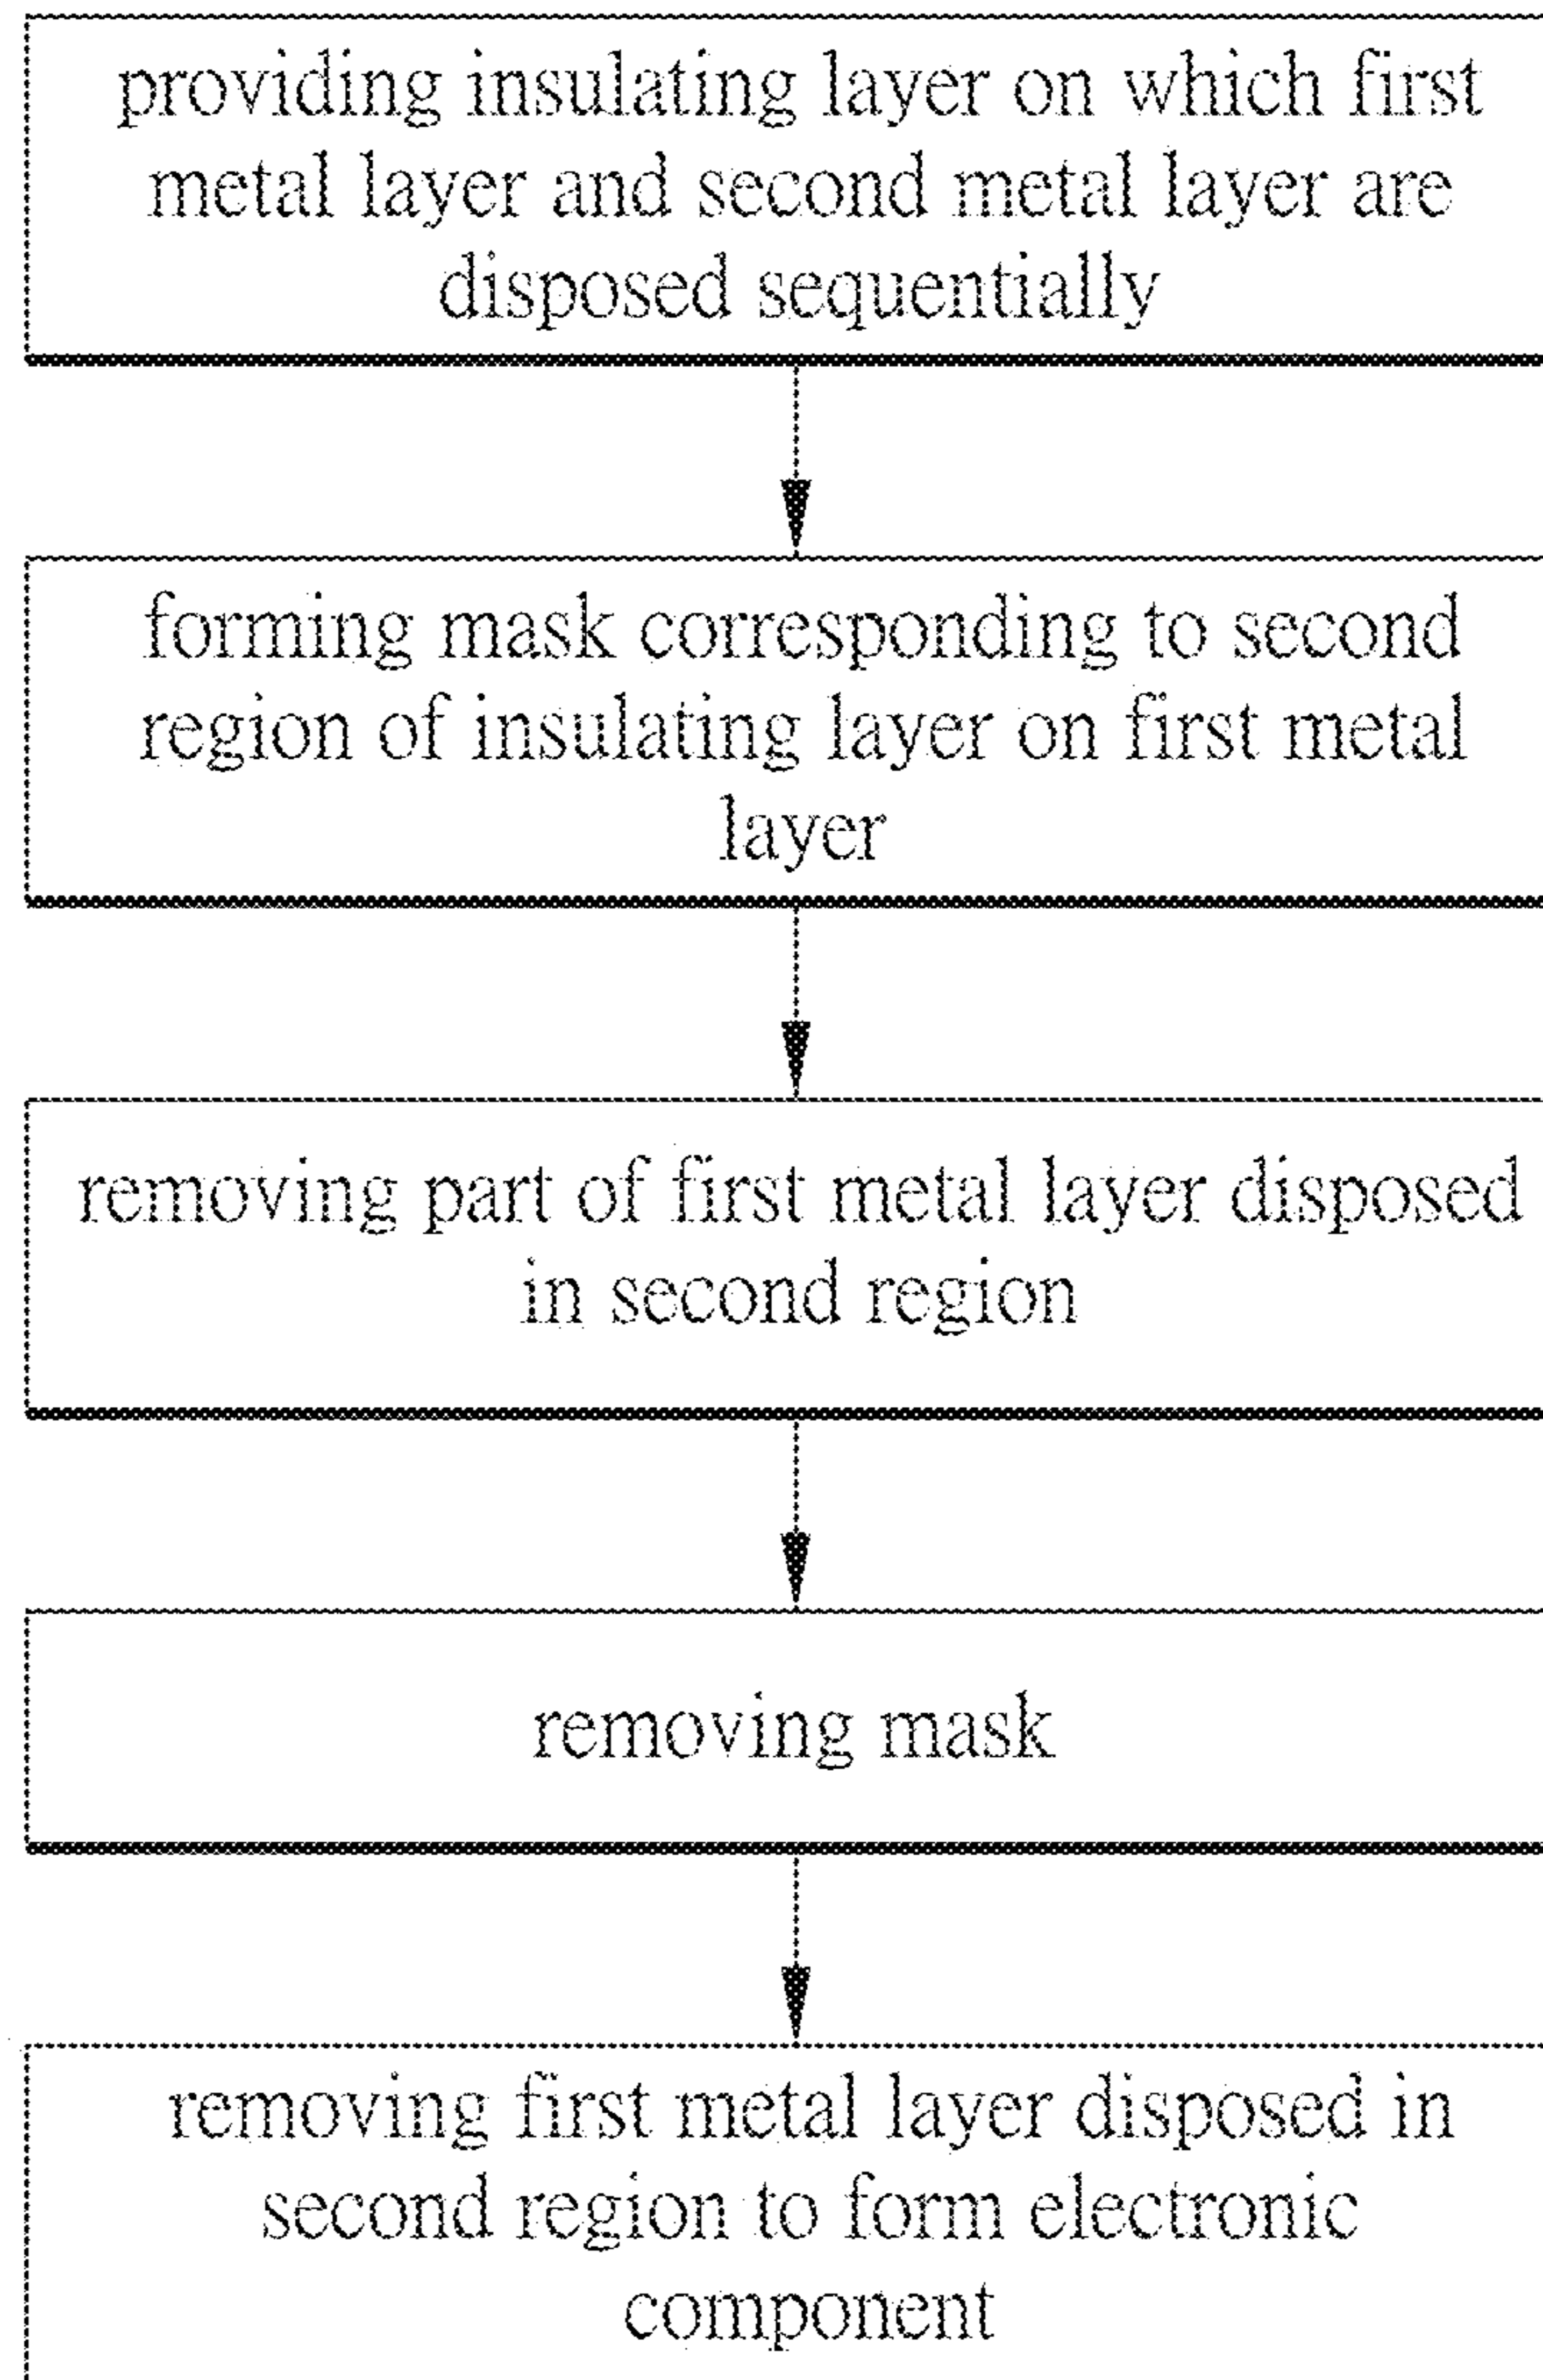 providing insulating layer on which first
metal layer and second metal layer are
disposed sequentially
forming mask corresponding to second
region of insulating layer on first metal
layer
removing part of first metal layer disposed
in second region
removing mask
removing first metal layer disposed in
second region to form electronic
component